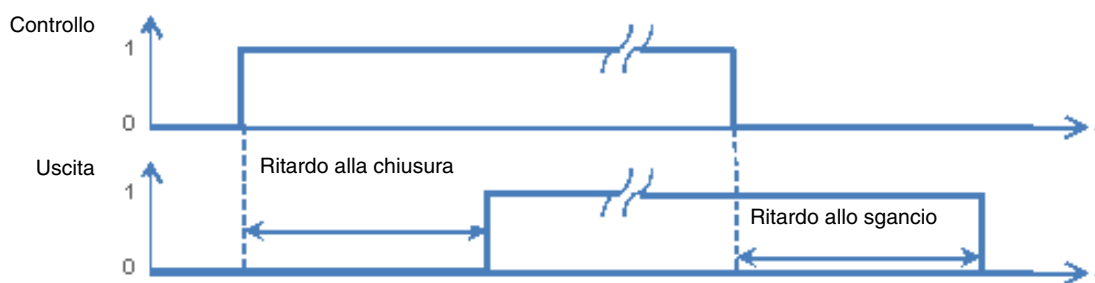 Controllo
1
0
Uscita
Ritardo alla chiusura
1
Ritardo allo sgancio
0